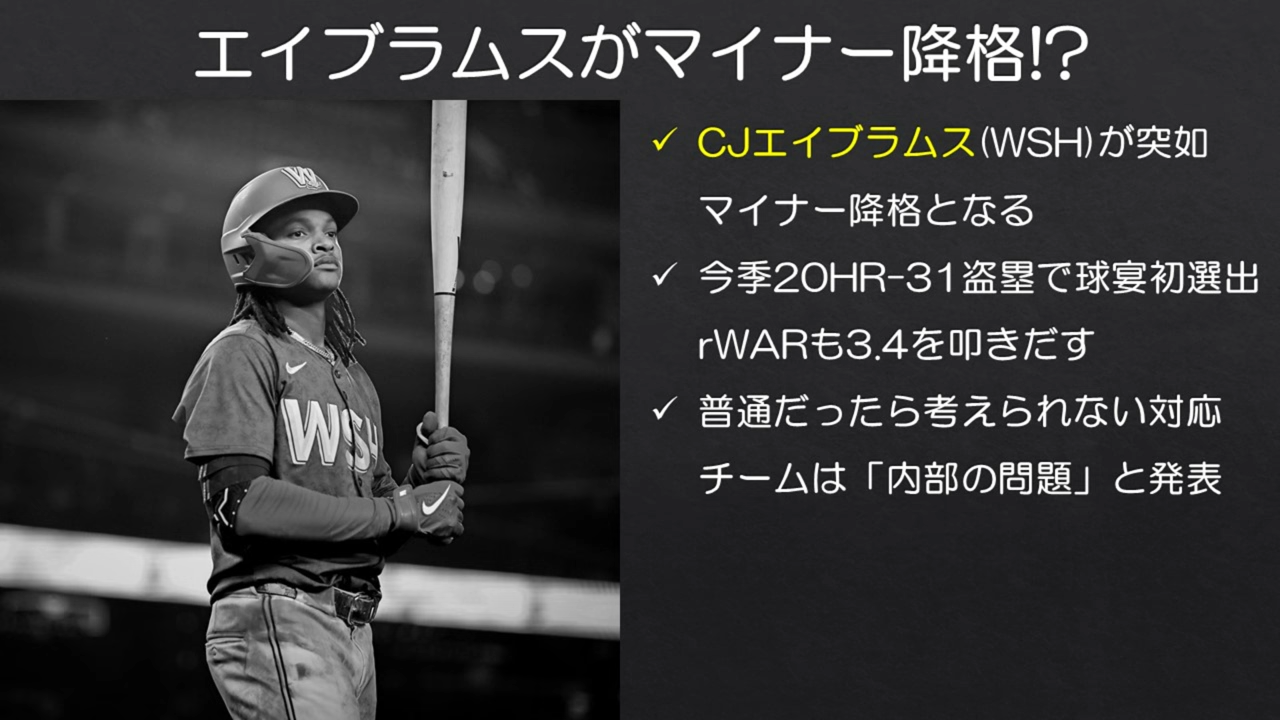 エイブラムスがマイナー降格!?
✓ CJエイブラムス(WSH)が突如
マイナー降格となる
✓ 今季20HR-31盗塁で球宴初選出
rWARも3.4を叩きだす
✓ 普通だったら考えられない対応
チームは「内部の問題」と発表
W
WSH